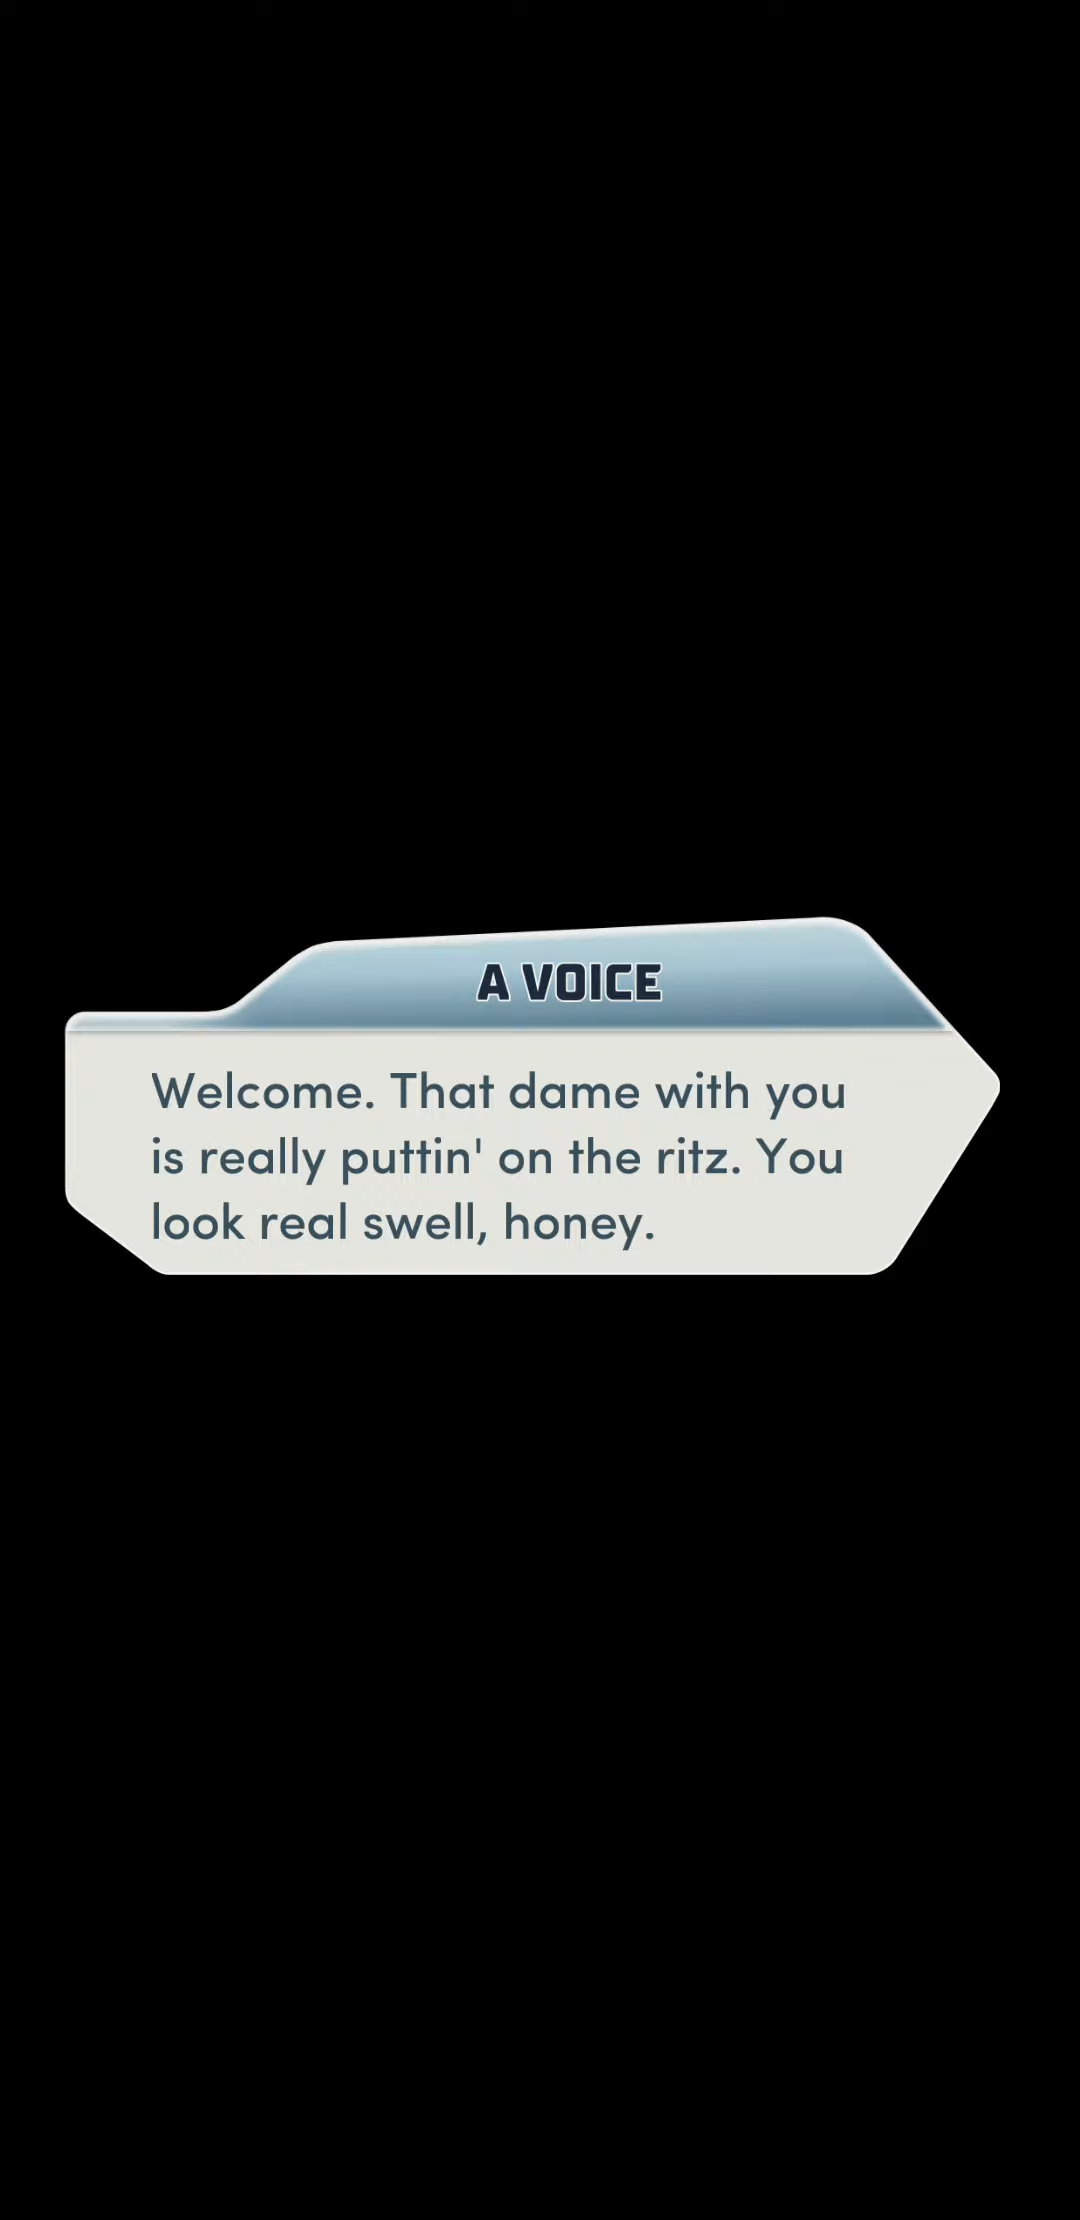 A VOICE
Welcome. That dame with you
is really puttin' on the ritz. You
look real swell, honey.